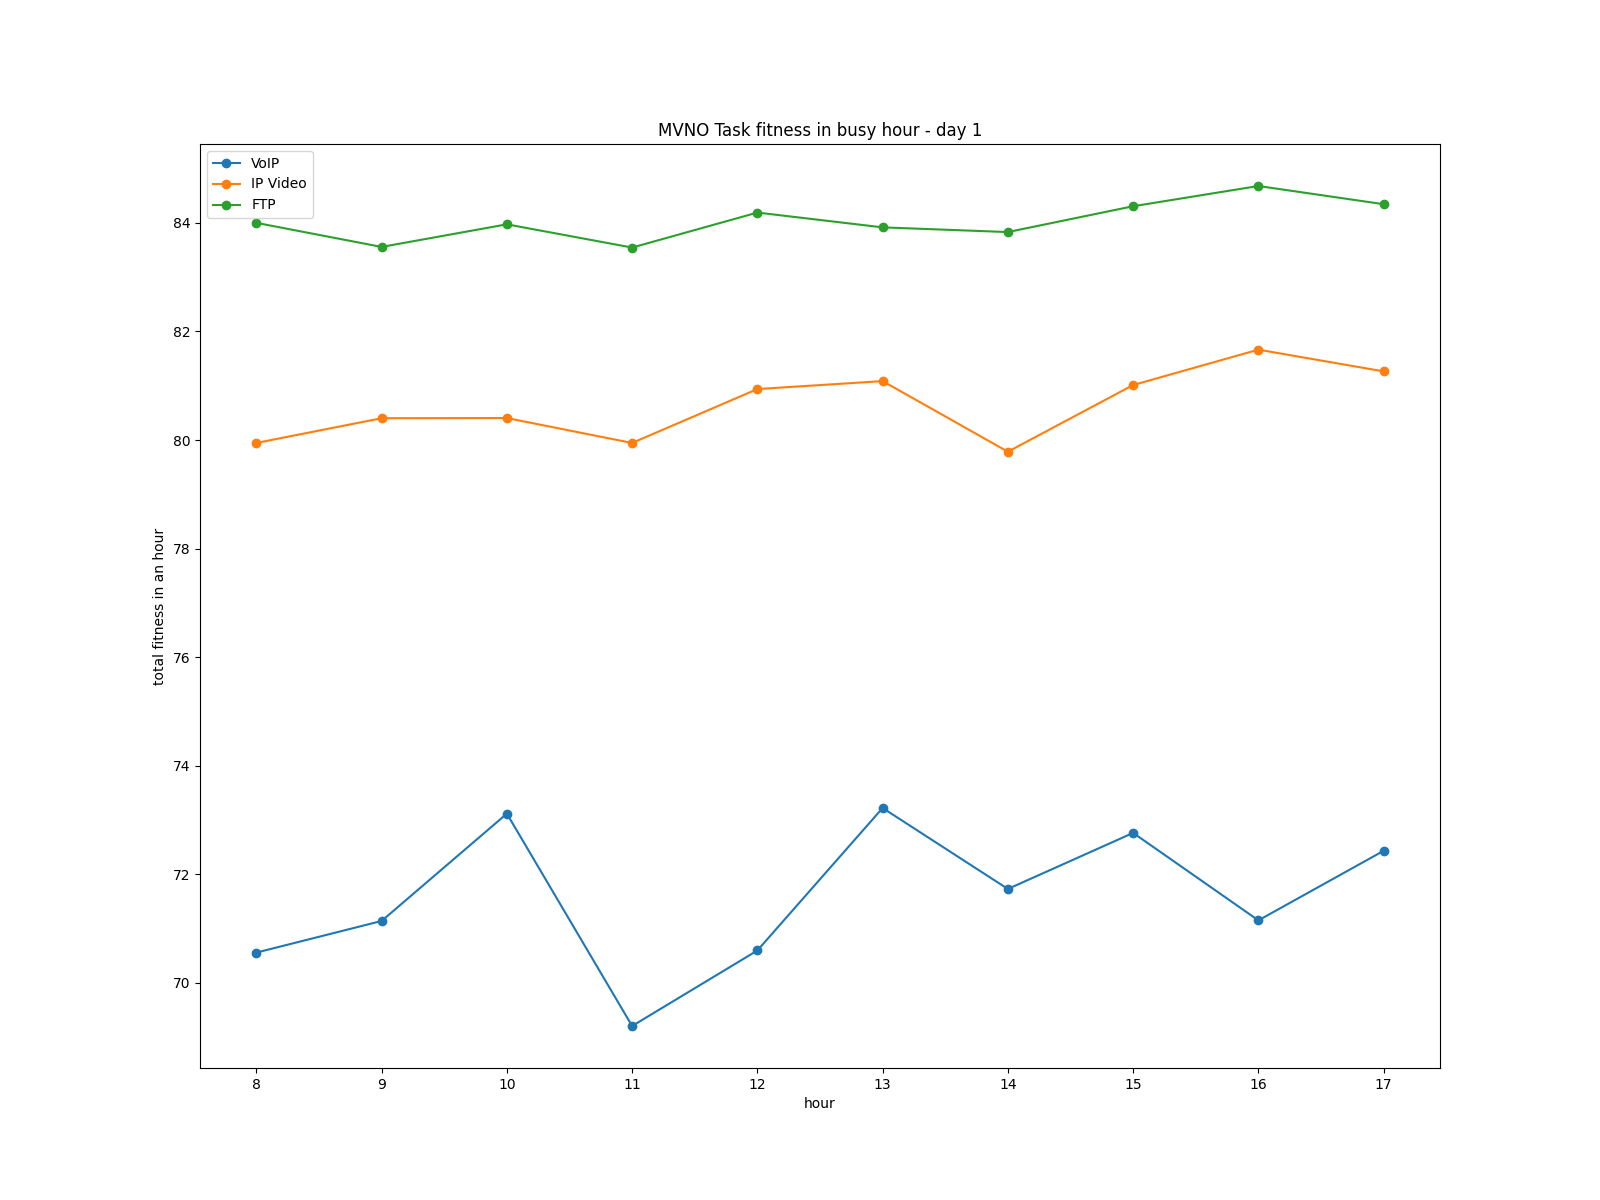 MVNO Task fitness in busy hour - day 1
VoIP
IP Video
FTP
84
82
80
78
76
74
72
70
total fitness in an hour
8 9 10 11 12 13 14 15 16 17
hour